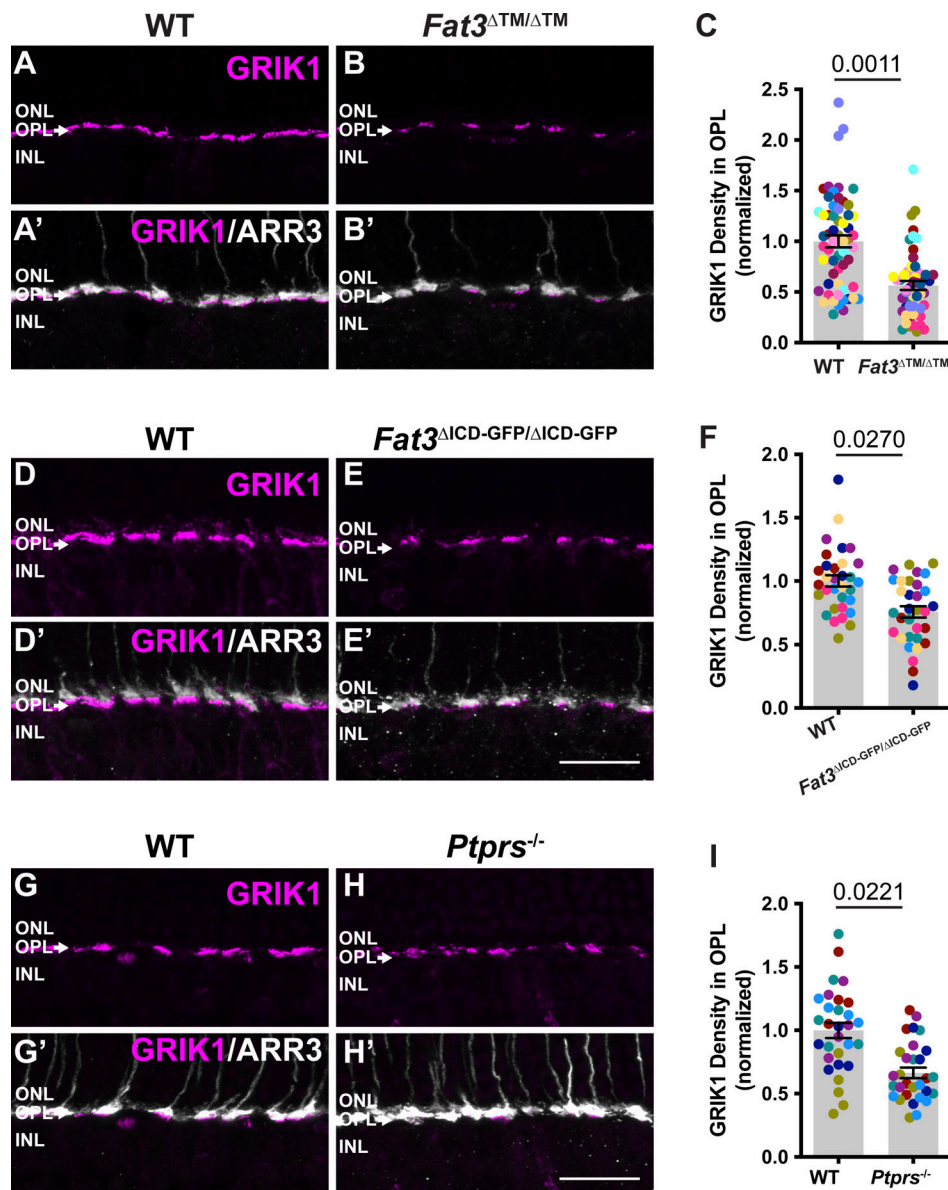 WT
Fat3ΔTM/ΔTM
C
A
GRIK1
ONL
OPL
INL
B
ONL
OPL
INL
A'
GRIK1/ARR3
ONL
OPL
INL
B'
ONL
OPL
INL
0.0011
GRIK1 Density in OPL
(normalized)
2.5
2.0
1.5
1.0
0.5
0.0
WT
Fat3ΔTM/ΔTM
WT
Fat3ΔICD-GFP/ΔICD-GFP
F
D
GRIK1
ONL
OPL
INL
E
ONL
OPL
INL
D'
GRIK1/ARR3
ONL
OPL
INL
E'
ONL
OPL
INL
0.0270
GRIK1 Density in OPL
(normalized)
2.0
1.5
1.0
0.5
0.0
WT
Fat3ΔICD-GFP/ΔICD-GFP
WT
Ptprs-/-
I
G
GRIK1
ONL
OPL
INL
H
ONL
OPL
INL
G'
GRIK1/ARR3
ONL
OPL
INL
H'
ONL
OPL
INL
0.0221
GRIK1 Density in OPL
(normalized)
2.0
1.5
1.0
0.5
0.0
WT
Ptprs-/-